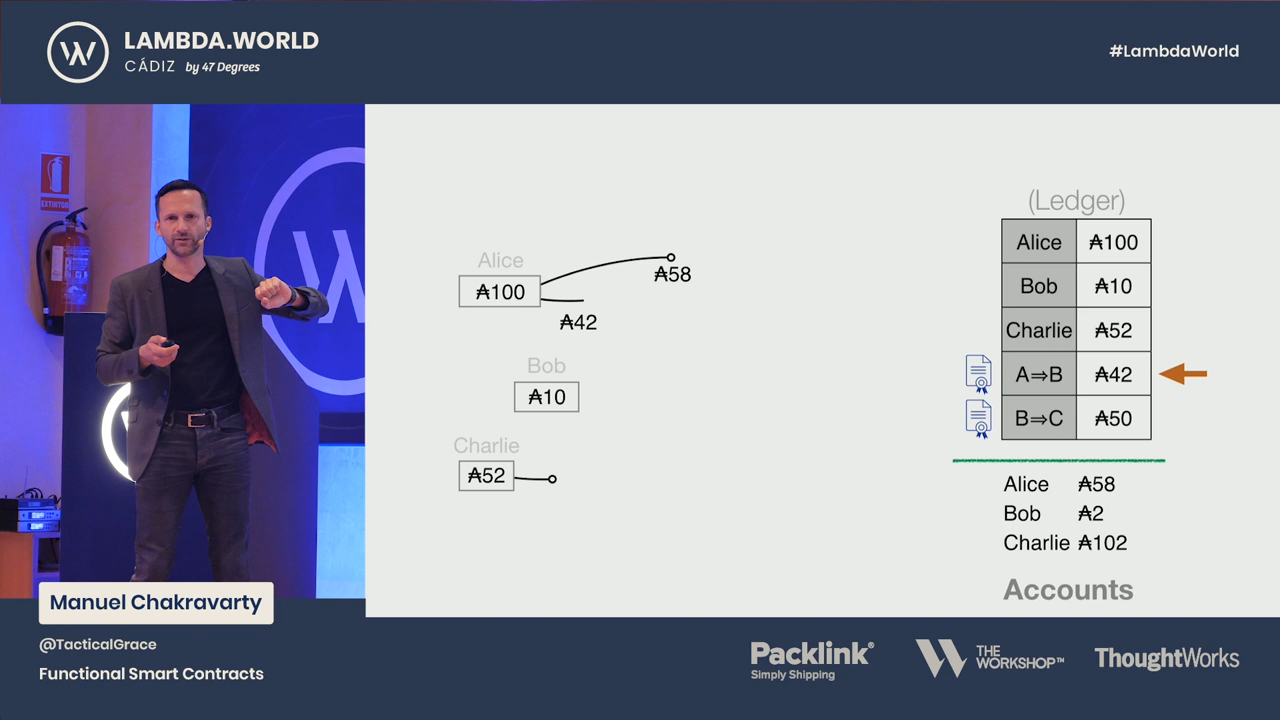 LAMBDA.WORLD
CÁDIZ by 47 Degrees
#LambdaWorld
EXTINTOR
Alice
₳100
₳58
₳42
Bob
₳10
Charlie
₳52
(Ledger)
Alice ₳100
Bob ₳10
Charlie ₳52
A⇒B ₳42
B⇒C ₳50
Alice ₳58
Bob ₳2
Charlie ₳102
Accounts
Manuel Chakravarty
@TacticalGrace
Functional Smart Contracts
Packlink®
Simply Shipping
THE
WORKSHOP™
ThoughtWorks